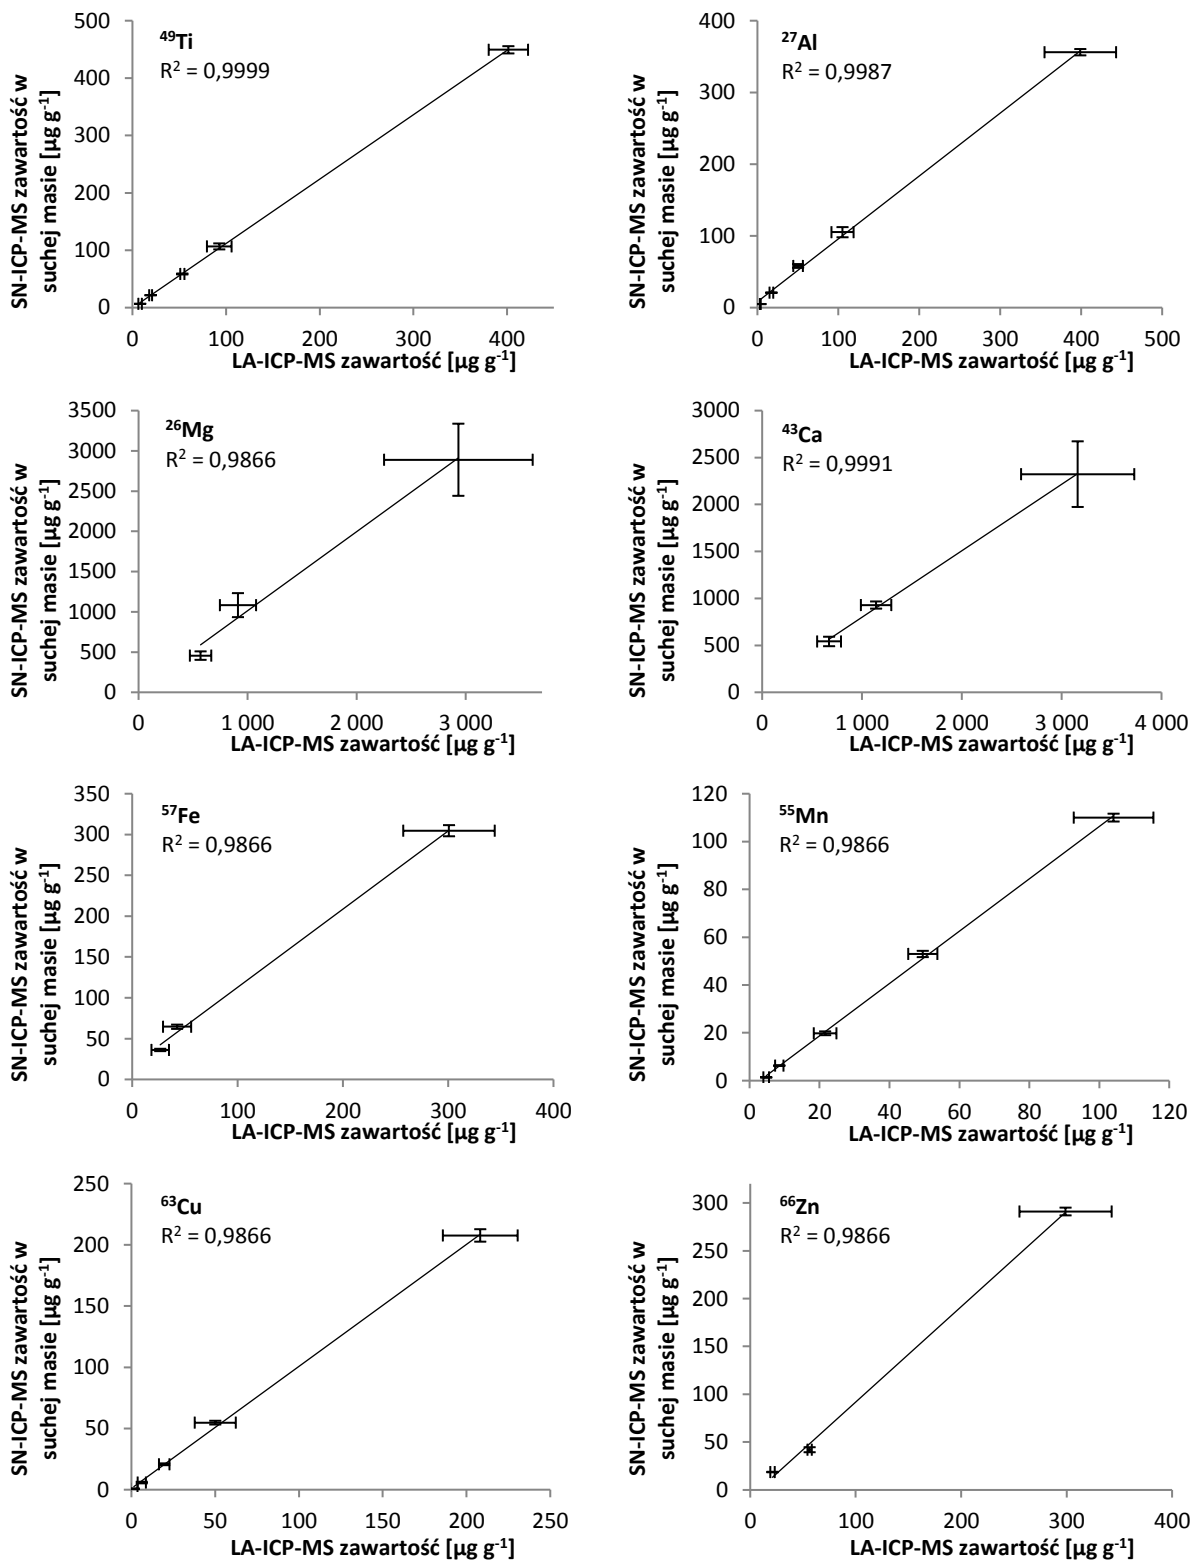 SN-ICP-MS zawartość w
suchej masie [µg g⁻¹]
500
400
300
200
100
0
⁴⁹Ti
R² = 0,9999
0 100 200 300 400
LA-ICP-MS zawartość [µg g⁻¹]
SN-ICP-MS zawartość w
suchej masie [µg g⁻¹]
400
300
200
100
0
²⁷Al
R² = 0,9987
0 100 200 300 400 500
LA-ICP-MS zawartość [µg g⁻¹]
SN-ICP-MS zawartość w
suchej masie [µg g⁻¹]
3500
3000
2500
2000
1500
1000
500
0
²⁶Mg
R² = 0,9866
0 1 000 2 000 3 000
LA-ICP-MS zawartość [µg g⁻¹]
SN-ICP-MS zawartość w
suchej masie [µg g⁻¹]
3000
2500
2000
1500
1000
500
0
⁴³Ca
R² = 0,9991
0 1 000 2 000 3 000 4 000
LA-ICP-MS zawartość [µg g⁻¹]
SN-ICP-MS zawartość w
suchej masie [µg g⁻¹]
350
300
250
200
150
100
50
0
⁵⁷Fe
R² = 0,9866
0 100 200 300 400
LA-ICP-MS zawartość [µg g⁻¹]
SN-ICP-MS zawartość w
suchej masie [µg g⁻¹]
120
100
80
60
40
20
0
⁵⁵Mn
R² = 0,9866
0 20 40 60 80 100 120
LA-ICP-MS zawartość [µg g⁻¹]
SN-ICP-MS zawartość w
suchej masie [µg g⁻¹]
250
200
150
100
50
0
⁶³Cu
R² = 0,9866
0 50 100 150 200 250
LA-ICP-MS zawartość [µg g⁻¹]
SN-ICP-MS zawartość w
suchej masie [µg g⁻¹]
300
250
200
150
100
50
0
⁶⁶Zn
R² = 0,9866
0 100 200 300 400
LA-ICP-MS zawartość [µg g⁻¹]